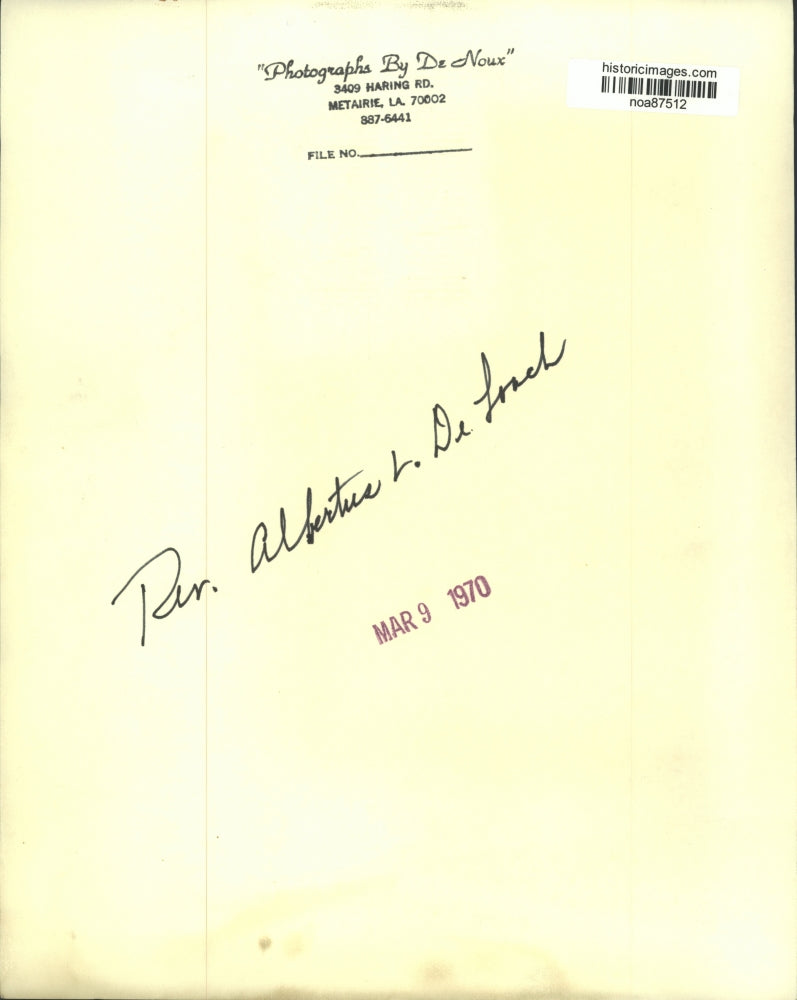 "Photographs By De Noux"
3409 HARING RD.
METAIRIE, LA. 70002
887-6441
FILE NO.
historicimages.com
noa87512
Rev. Albertus L. De Loach
MAR 9 1970